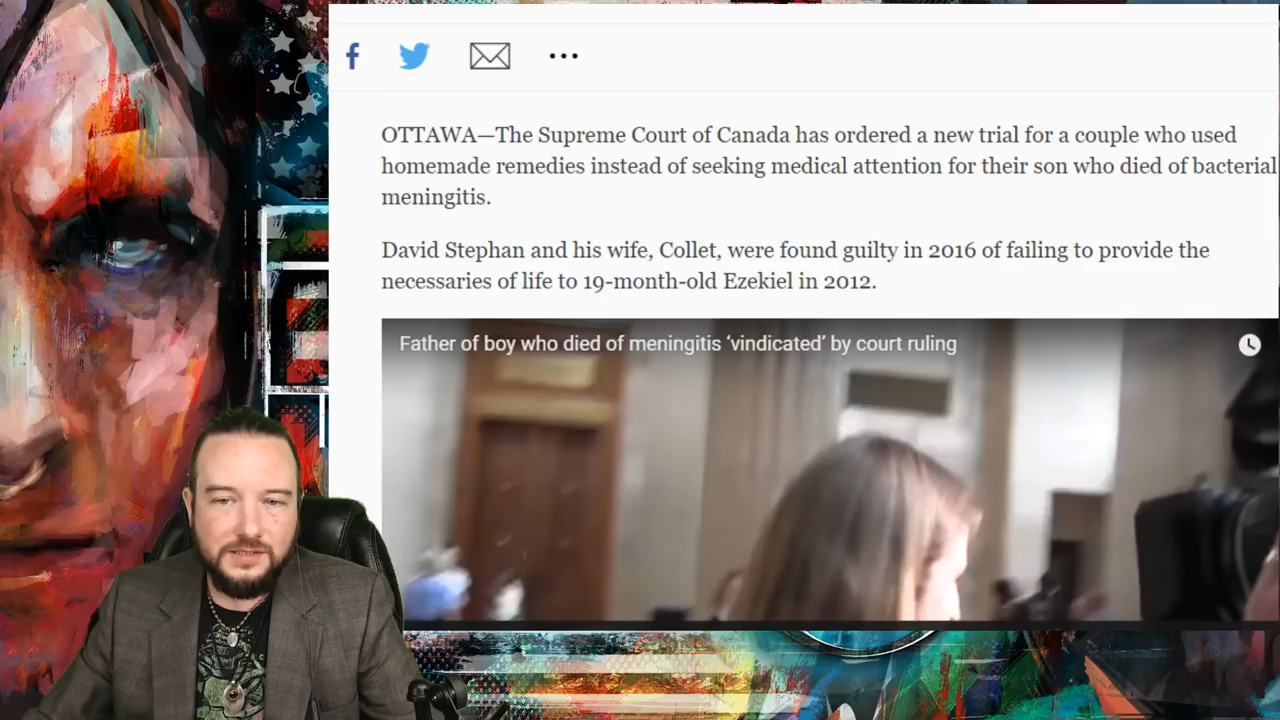 OTTAWA—The Supreme Court of Canada has ordered a new trial for a couple who used
homemade remedies instead of seeking medical attention for their son who died of bacterial
meningitis.
David Stephan and his wife, Collet, were found guilty in 2016 of failing to provide the
necessaries of life to 19-month-old Ezekiel in 2012.
Father of boy who died of meningitis ‘vindicated’ by court ruling